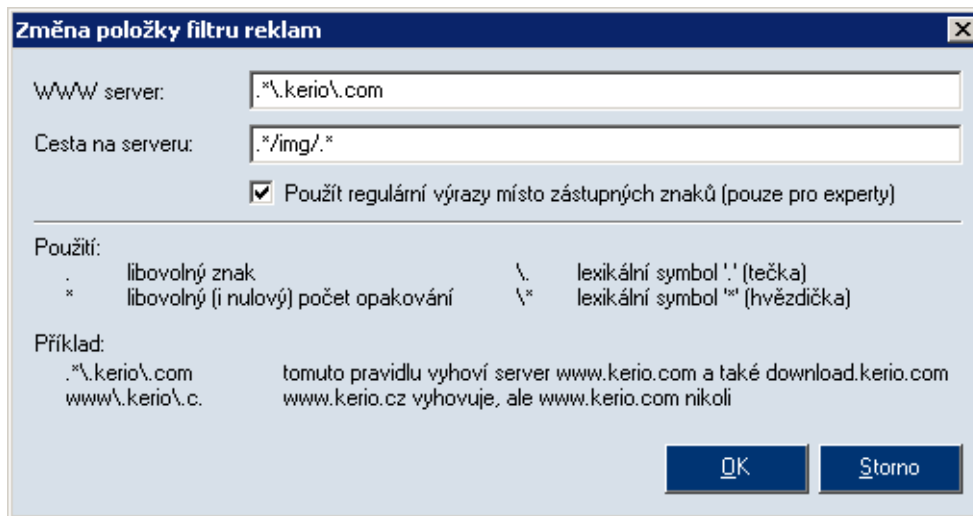 Změna položky filtru reklam
WWW server: .*\.kerio\.com
Cesta na serveru: .*/img/.*
Použít regulární výrazy místo zástupných znaků (pouze pro experty)
Použití:
. libovolný znak \. lexikální symbol '.' (tečka)
* libovolný (i nulový) počet opakování \* lexikální symbol '*' (hvězdička)
Příklad:
.*\.kerio\.com tomuto pravidlu vyhoví server www.kerio.com a také download.kerio.com
www\.kerio\.c. www.kerio.cz vyhovuje, ale www.kerio.com nikoli
OK Storno